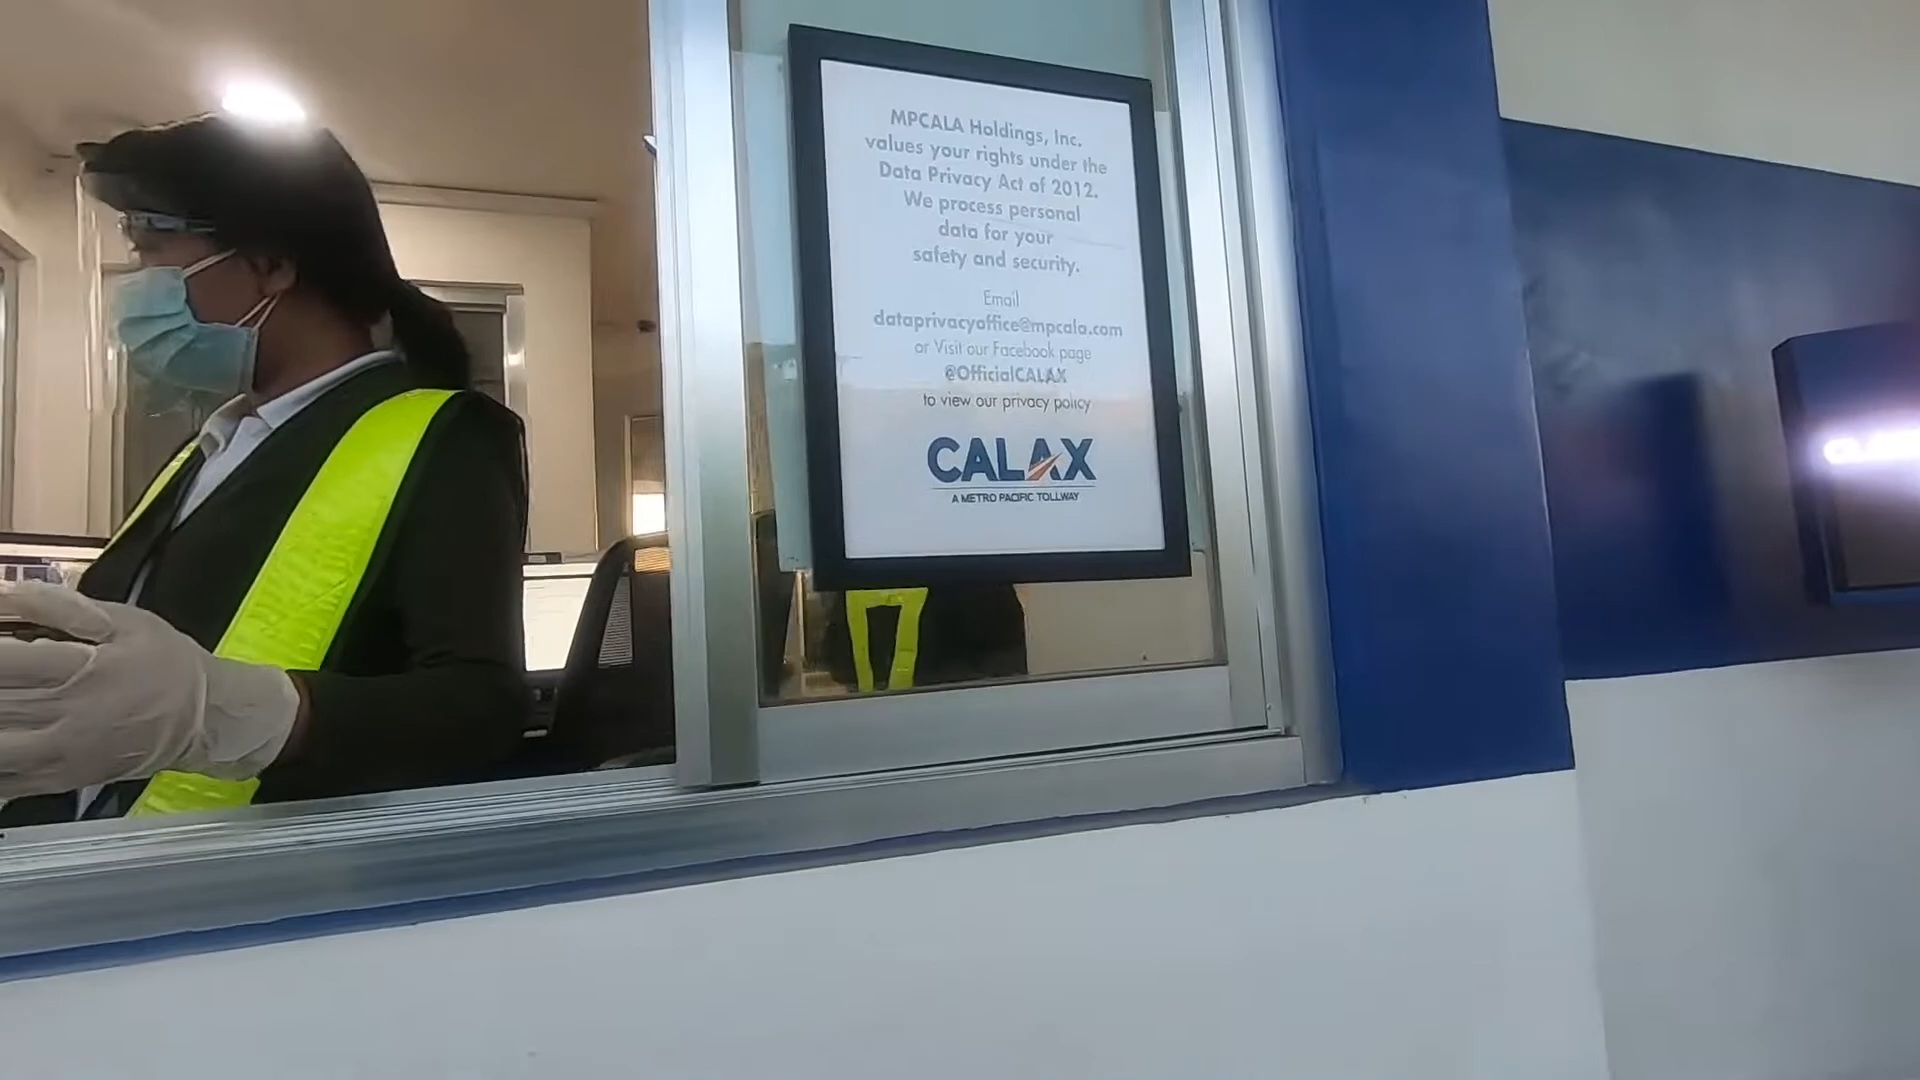 MPCALA Holdings, Inc.
values your rights under the
Data Privacy Act of 2012.
We process personal
data for your
safety and security.
Email
dataprivacyoffice@mpcala.com
or Visit our Facebook page
@OfficialCALAX
to view our privacy policy
CALAX
A METRO PACIFIC TOLLWAY